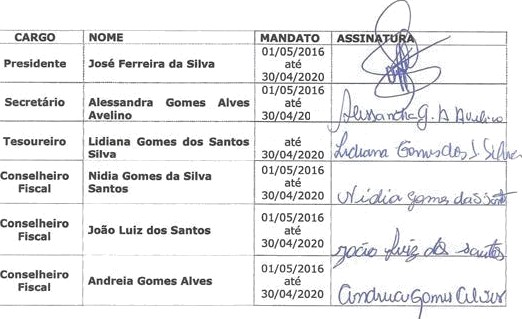 CARGO NOME MANDATO ASSINATURA
Presidente José Ferreira da Silva 01/05/2016 até 30/04/2020
Secretário Alessandra Gomes Alves Avelino 01/05/2016 até 30/04/20 Alessandra G. A Avelino
Tesoureiro Lidiana Gomes dos Santos Silva até 30/04/2020 Lidiana Gomes dos S Silva
Conselheiro Fiscal Nidia Gomes da Silva Santos 01/05/2016 até 30/04/2020 Nidia gomes da S
Conselheiro Fiscal João Luiz dos Santos 01/05/2016 até 30/04/2020 João Luiz dos santos
Conselheiro Fiscal Andreia Gomes Alves 01/05/2016 até 30/04/2020 Andreia Gomes Alves